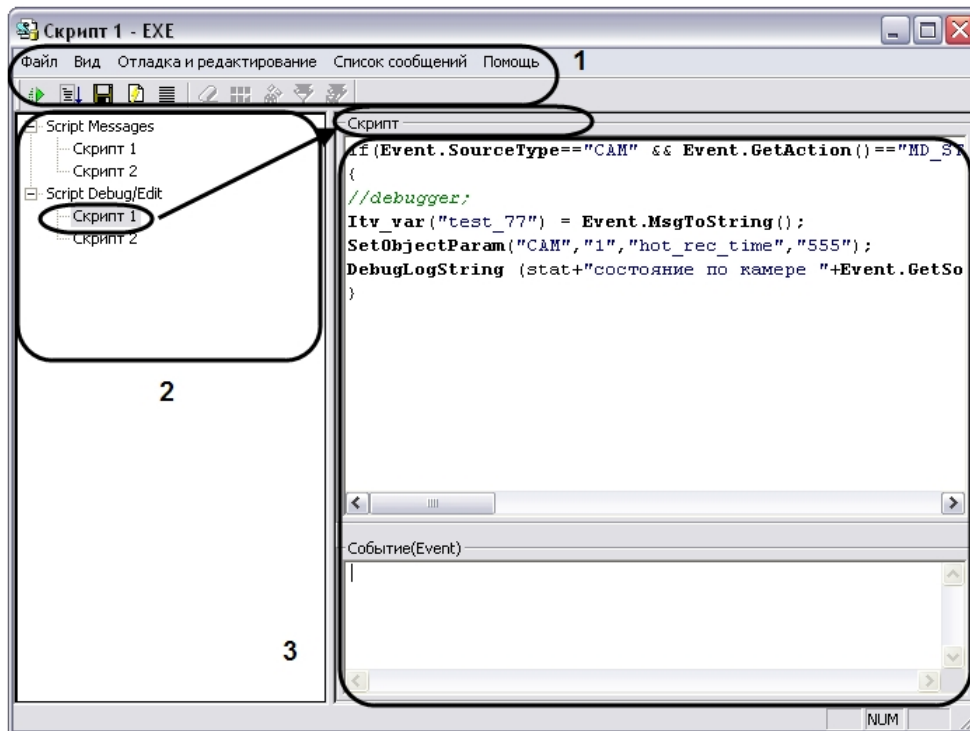 Скрипт 1 - EXE
Файл Вид Отладка и редактирование Список сообщений Помощь 1
Script Messages
Скрипт 1
Скрипт 2
Script Debug/Edit
Скрипт 1
Скрипт 2
2
3
Скрипт
if(Event.SourceType=="CAM" && Event.GetAction()=="MD_ST
{
//debugger;
Itv_var("test_77") = Event.MsgToString();
SetObjectParam("CAM","1","hot_rec_time","555");
DebugLogString (stat+"состояние по камере "+Event.GetSo
}
Событие(Event)
NUM